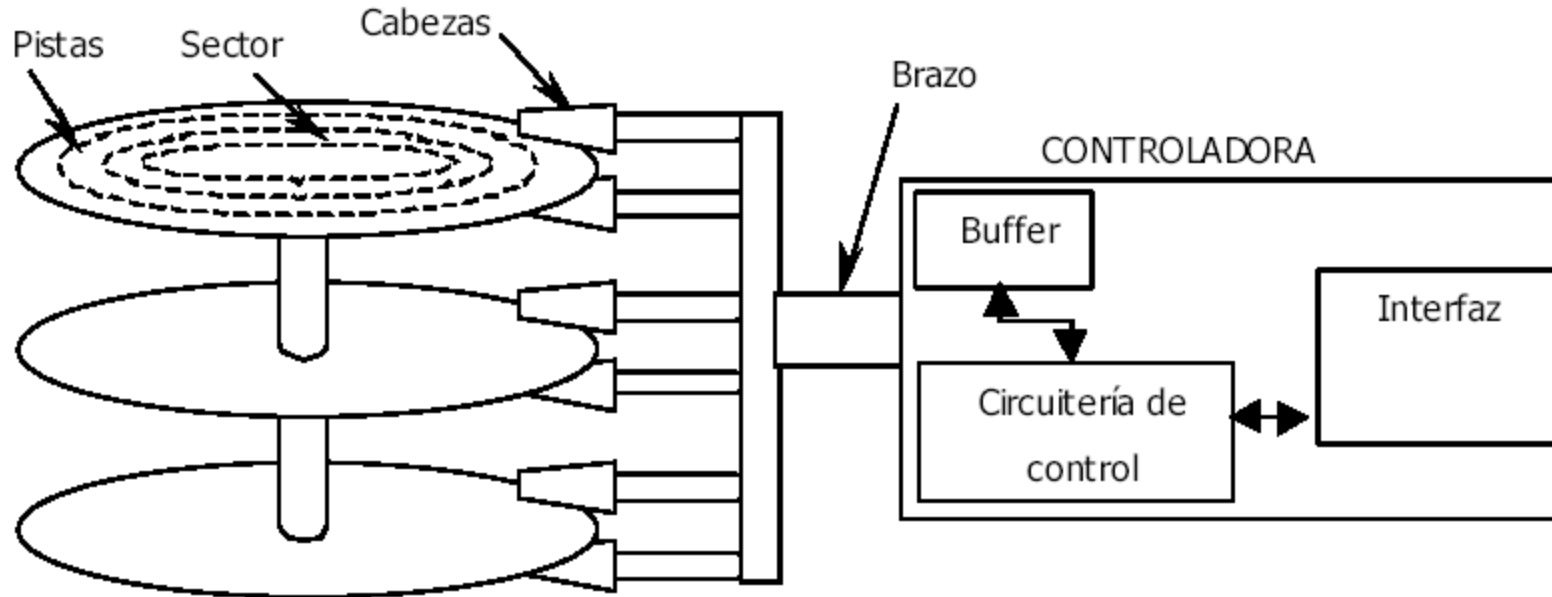 Pistas
Sector
Cabezas
Brazo
CONTROLADORA
Buffer
Interfaz
Circuitería de
control